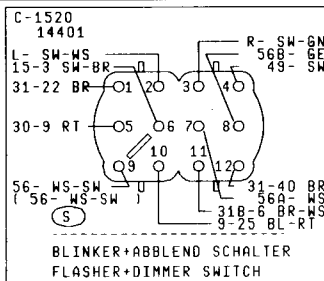 C-1520
14401
L- SW-WS
R- SW-GN
15-3 SW-BR
56B- GE
49- SW
31-22 BR
1 2 3 4
30-9 RT
5 6 7 8
9 10 11 12
56- WS-SW
( 56- WS-SW )
31-40 BR
56A- WS
31B-6 BR-WS
9-25 BL-RT
S
BLINKER+ABBLEND SCHALTER
FLASHER+DIMMER SWITCH